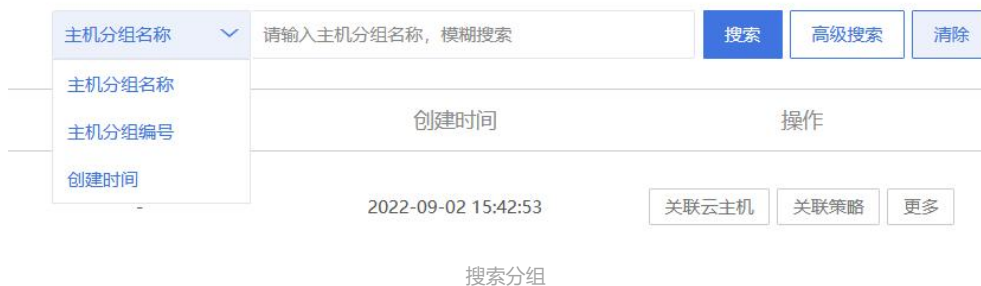 主机分组名称 请输入主机分组名称，模糊搜索 搜索 高级搜索 清除
主机分组名称
创建时间 操作
主机分组编号
创建时间
- 2022-09-02 15:42:53 关联云主机 关联策略 更多
搜索分组